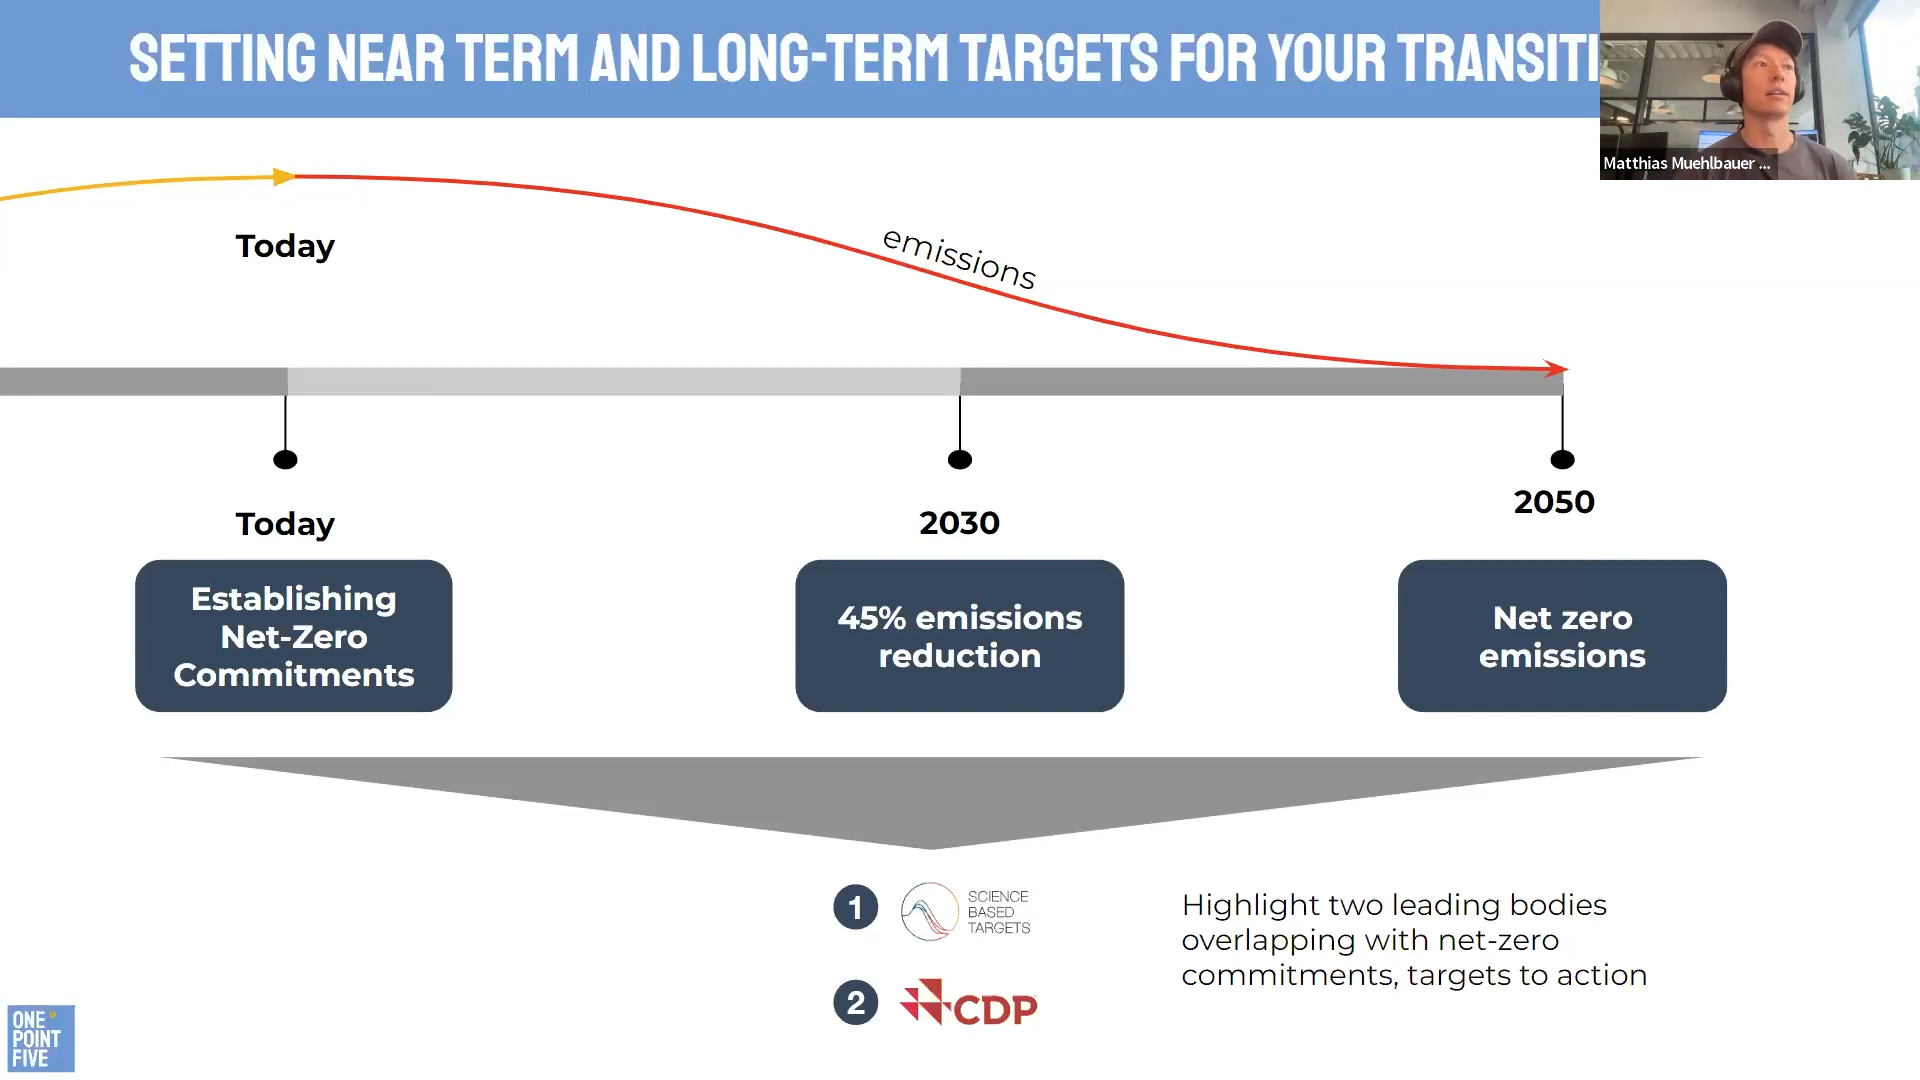 SETTING NEAR TERM AND LONG-TERM TARGETS FOR YOUR TRANSITI
Matthias Muehlbauer ...
Today
emissions
Today
2030
2050
Establishing
Net-Zero
Commitments
45% emissions
reduction
Net zero
emissions
1
SCIENCE
BASED
TARGETS
Highlight two leading bodies
overlapping with net-zero
commitments, targets to action
2
CDP
ONE
POINT
FIVE